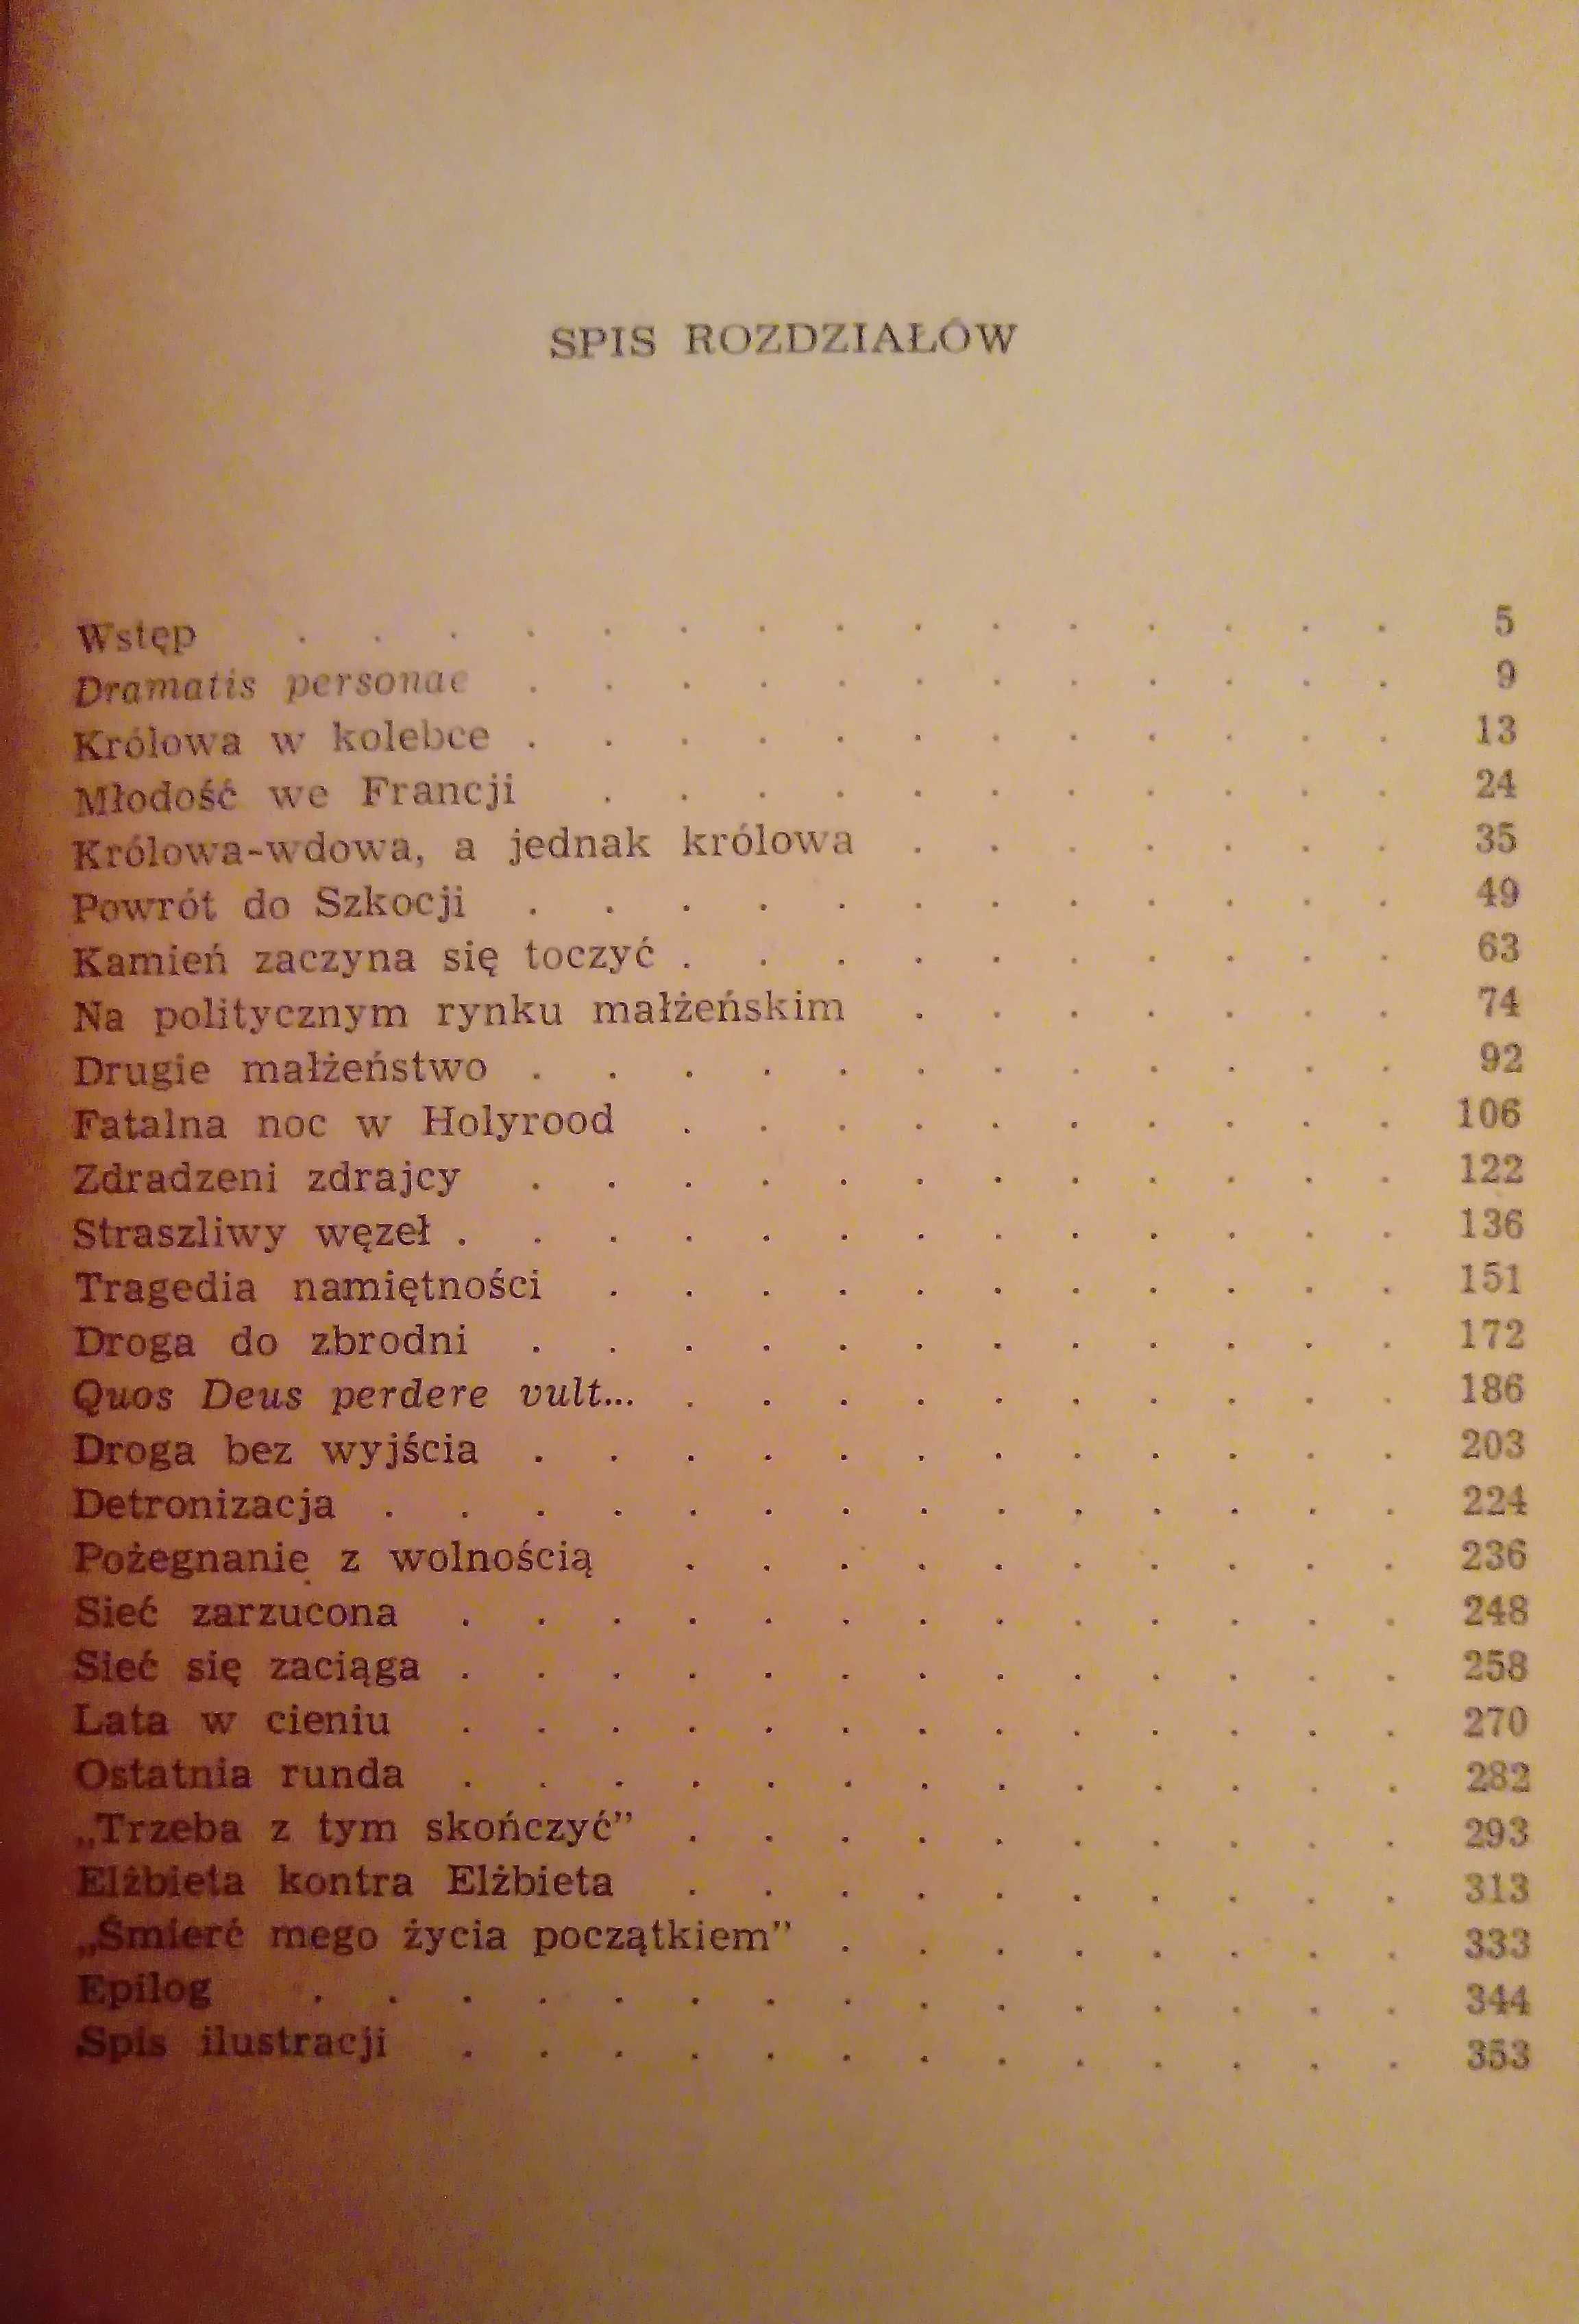 SPIS ROZDZIAŁÓW
Wstęp . . . . . . . . . . . . . . . 5
Dramatis personae . . . . . . . . . . . . 9
Królowa w kolebce . . . . . . . . . . . . 13
Młodość we Francji . . . . . . . . . . . 24
Królowa-wdowa, a jednak królowa . . . . . . . 35
Powrót do Szkocji . . . . . . . . . . . . 49
Kamień zaczyna się toczyć . . . . . . . . . . 63
Na politycznym rynku małżeńskim . . . . . . . 74
Drugie małżeństwo . . . . . . . . . . . . 92
Fatalna noc w Holyrood . . . . . . . . . . 106
Zdradzeni zdrajcy . . . . . . . . . . . . 122
Straszliwy węzeł . . . . . . . . . . . . . 136
Tragedia namiętności . . . . . . . . . . . 151
Droga do zbrodni . . . . . . . . . . . . 172
Quos Deus perdere vult... . . . . . . . . . . 186
Droga bez wyjścia . . . . . . . . . . . . 203
Detronizacja . . . . . . . . . . . . . . 224
Pożegnanie z wolnością . . . . . . . . . . 236
Sieć zarzucona . . . . . . . . . . . . . 248
Sieć się zaciąga . . . . . . . . . . . . . 258
Lata w cieniu . . . . . . . . . . . . . 270
Ostatnia runda . . . . . . . . . . . . . 282
„Trzeba z tym skończyć” . . . . . . . . . . 293
Elżbieta kontra Elżbieta . . . . . . . . . . 313
„Śmierć mego życia początkiem” . . . . . . . . 333
Epilog . . . . . . . . . . . . . . . 344
Spis ilustracji . . . . . . . . . . . . . 353